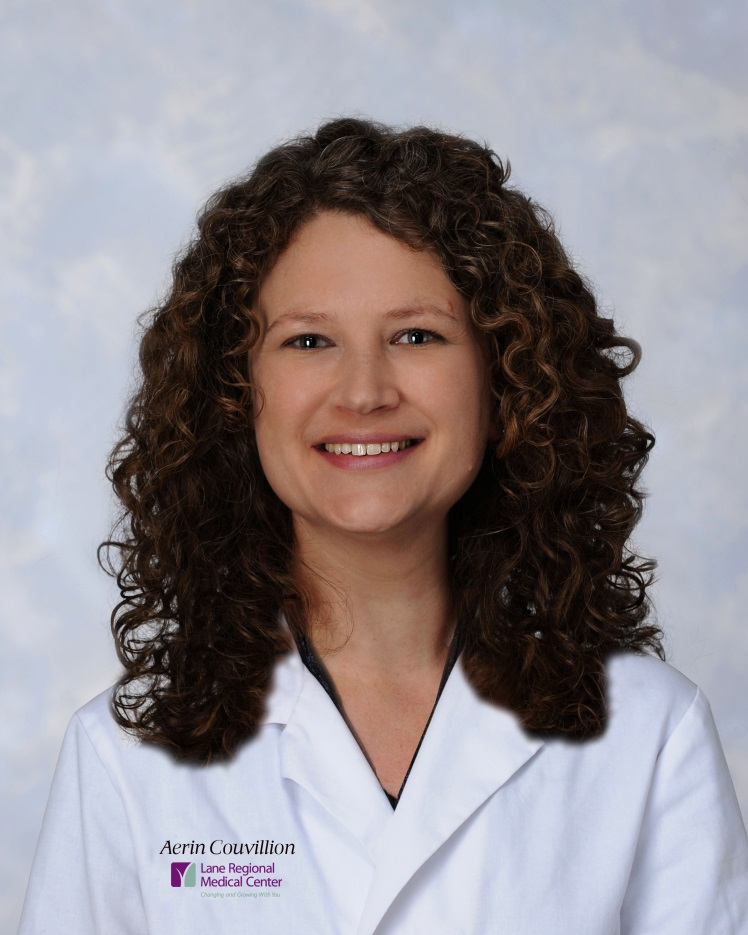 Aerin Couvillion
Lane Regional
Medical Center
Changing and Growing With You